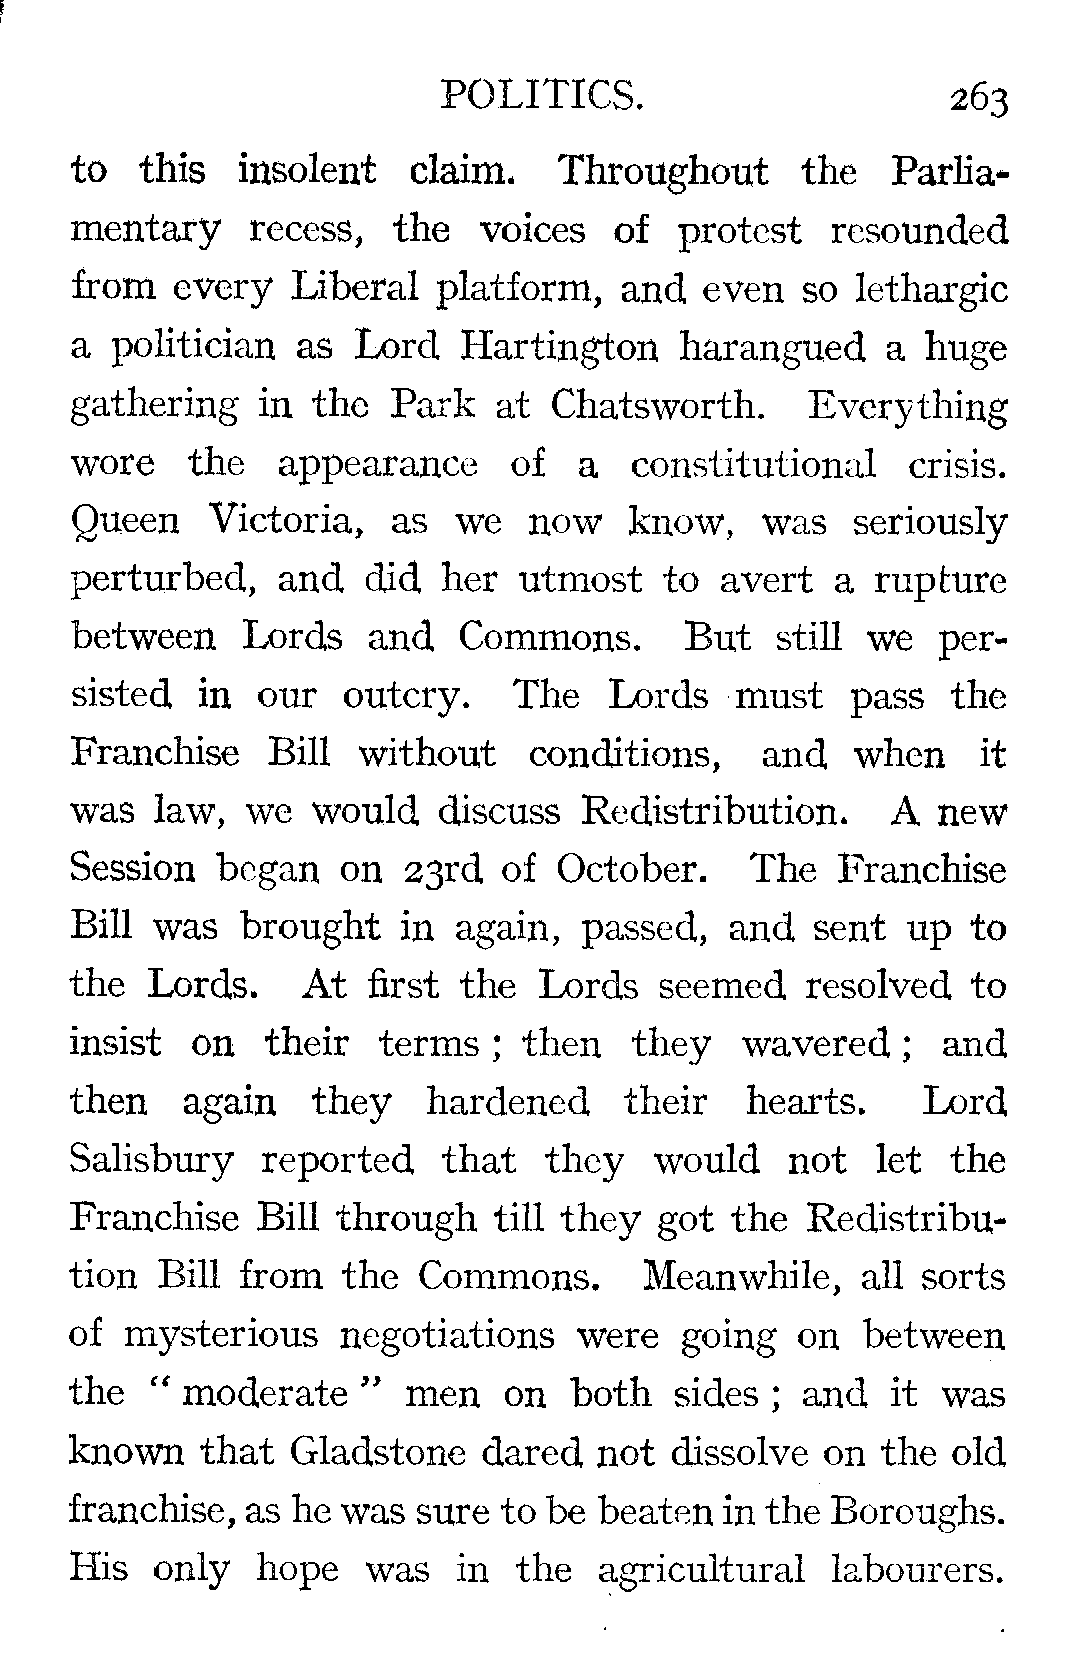 POLITICS. 263
to this insolent claim. Throughout the Parlia-
mentary recess, the voices of protest resounded
from every Liberal platform, and even so lethargic
a politician as Lord Hartington harangued a huge
gathering in the Park at Chatsworth. Everything
wore the appearance of a constitutional crisis.
Queen Victoria, as we now know, was seriously
perturbed, and did her utmost to avert a rupture
between Lords and Commons. But still we per-
sisted in our outcry. The Lords must pass the
Franchise Bill without conditions, and when it
was law, we would discuss Redistribution. A new
Session began on 23rd of October. The Franchise
Bill was brought in again, passed, and sent up to
the Lords. At first the Lords seemed resolved to
insist on their terms ; then they wavered ; and
then again they hardened their hearts. Lord
Salisbury reported that they would not let the
Franchise Bill through till they got the Redistribu-
tion Bill from the Commons. Meanwhile, all sorts
of mysterious negotiations were going on between
the “ moderate ” men on both sides ; and it was
known that Gladstone dared not dissolve on the old
franchise, as he was sure to be beaten in the Boroughs.
His only hope was in the agricultural labourers.